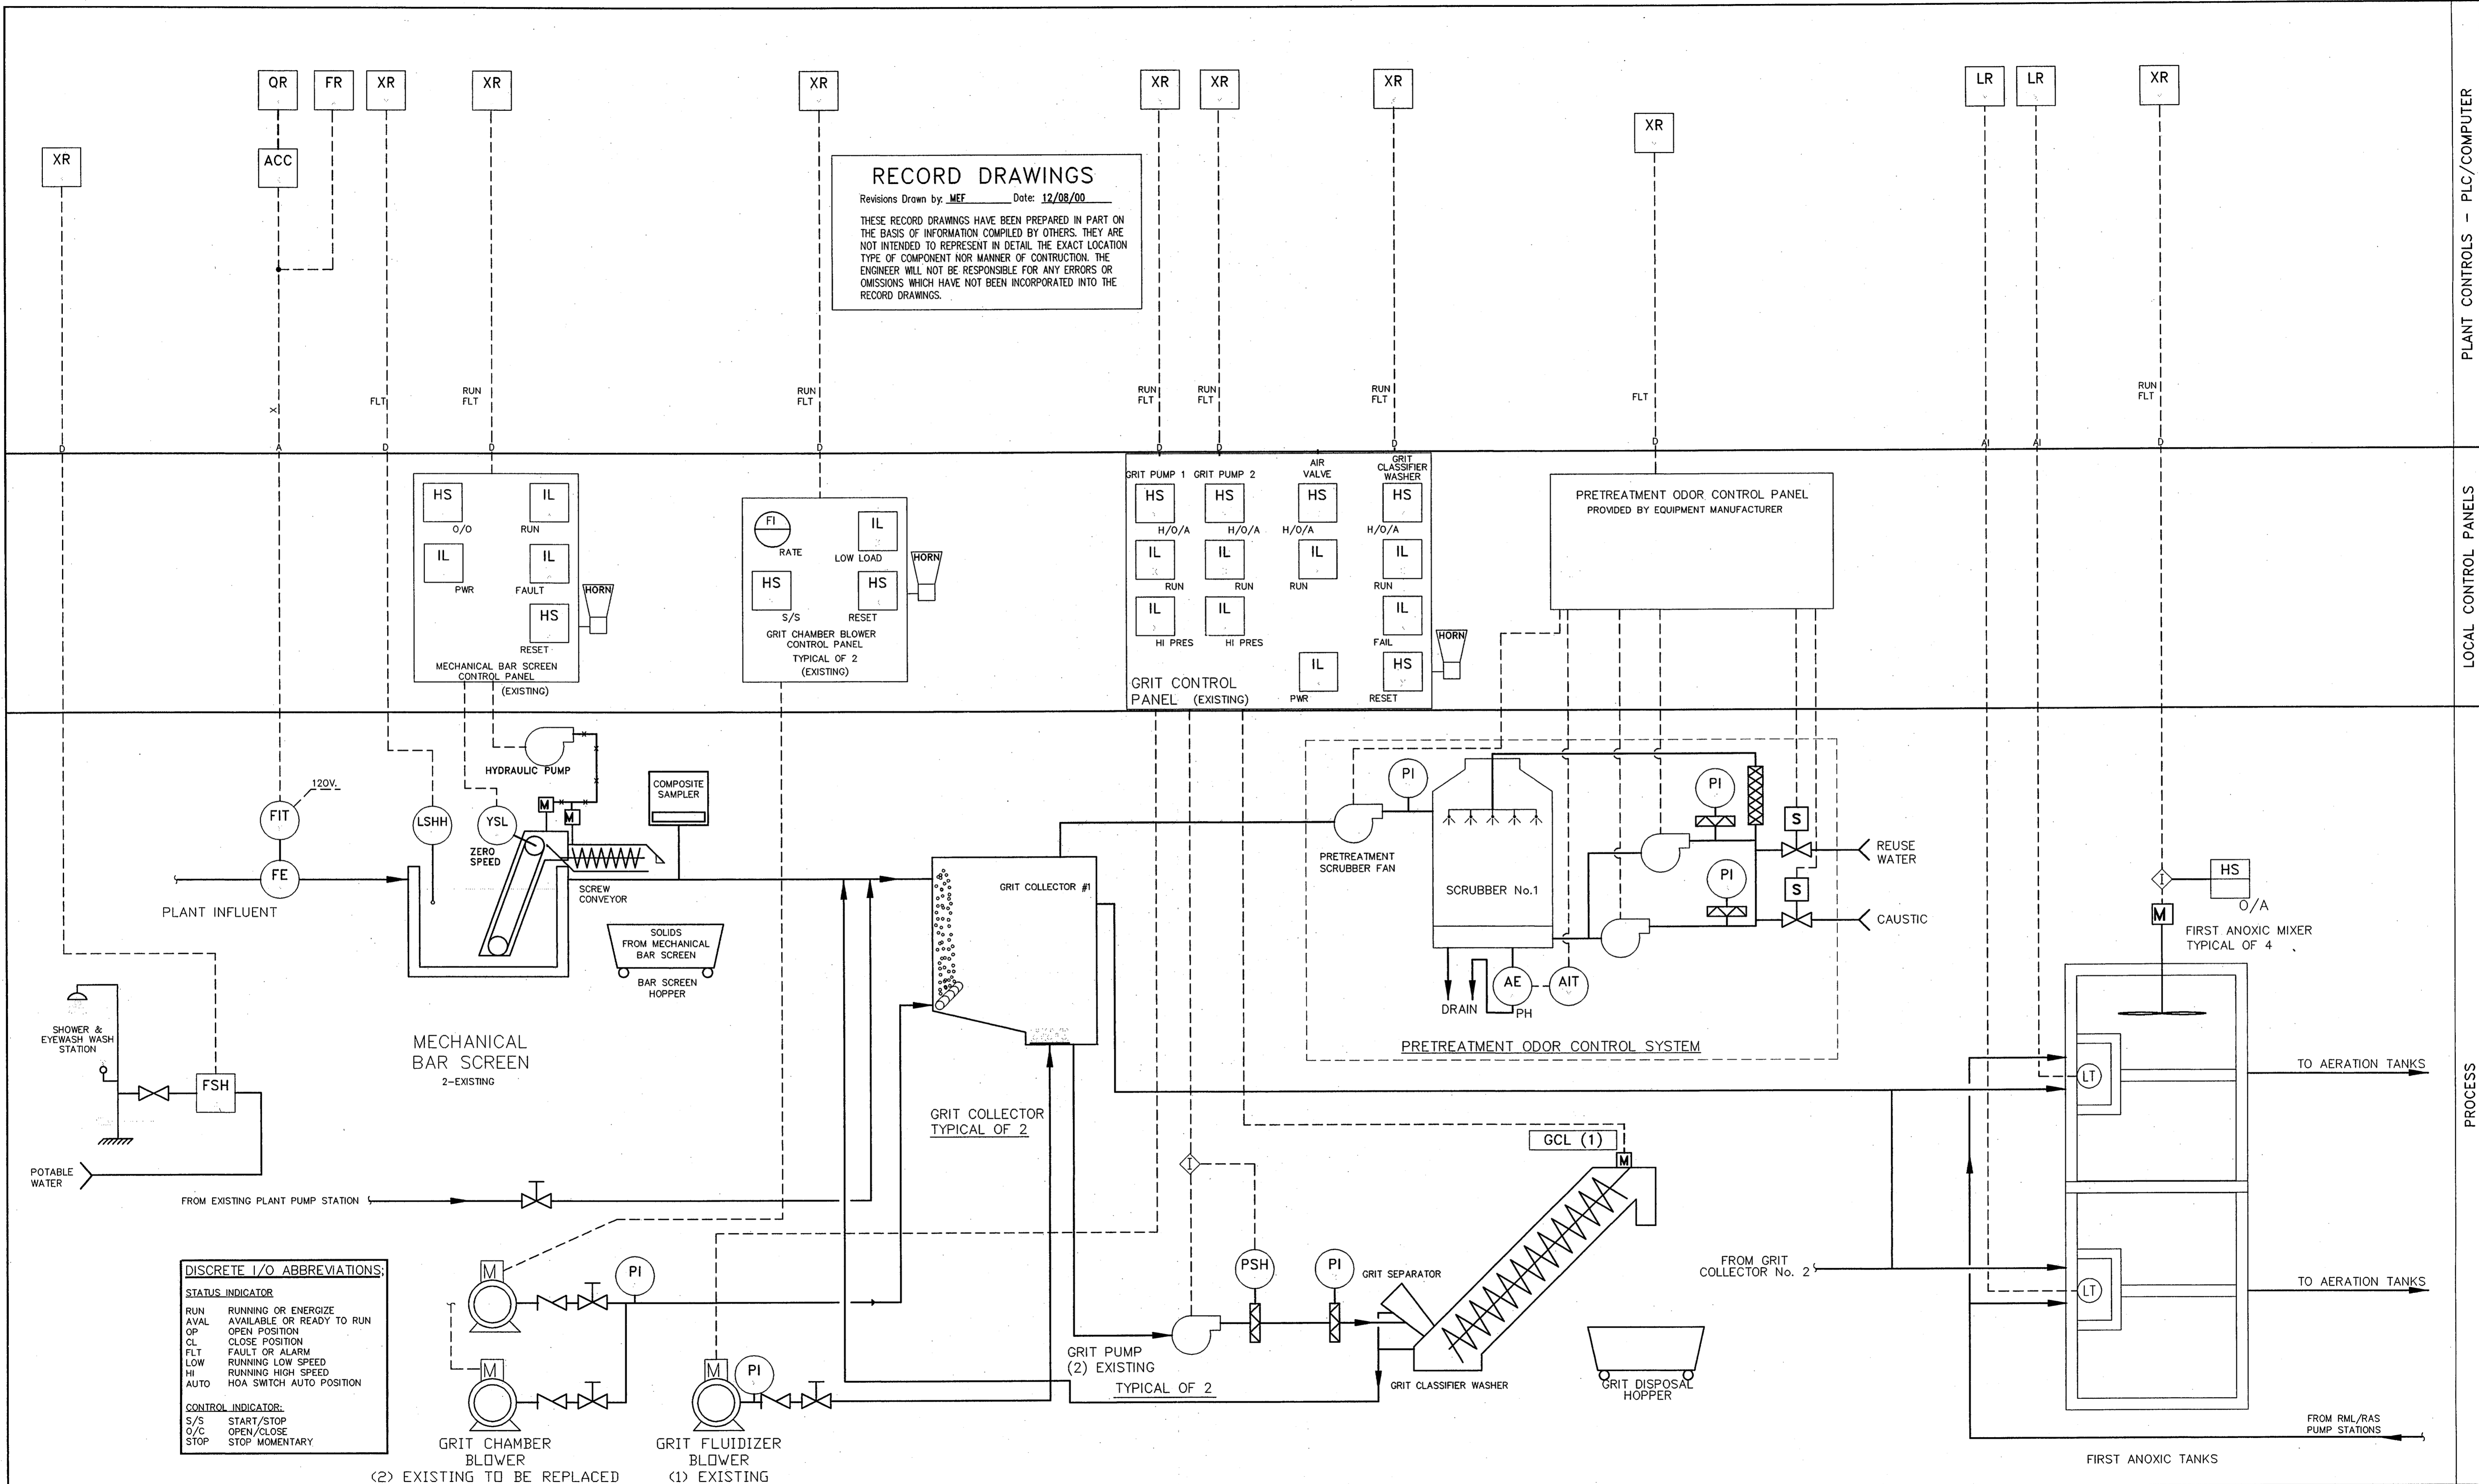 QR
FR
XR
XR
XR
XR
XR
XR
LR
LR
XR
XR
XR
ACC
RECORD DRAWINGS
Revisions Drawn by: MEF Date: 12/08/00
THESE RECORD DRAWINGS HAVE BEEN PREPARED IN PART ON
THE BASIS OF INFORMATION COMPILED BY OTHERS. THEY ARE
NOT INTENDED TO REPRESENT IN DETAIL THE EXACT LOCATION
TYPE OF COMPONENT NOR MANNER OF CONTRUCTION. THE
ENGINEER WILL NOT BE RESPONSIBLE FOR ANY ERRORS OR
OMISSIONS WHICH HAVE NOT BEEN INCORPORATED INTO THE
RECORD DRAWINGS.
PLANT CONTROLS - PLC/COMPUTER
X
FLT
RUN
FLT
RUN
FLT
RUN
FLT
RUN
FLT
RUN
FLT
FLT
RUN
FLT
D
A
D
D
D
D
D
D
D
AI
AI
D
LOCAL CONTROL PANELS
HS
O/O
IL
RUN
IL
PWR
IL
FAULT
HS
RESET
HORN
MECHANICAL BAR SCREEN
CONTROL PANEL
(EXISTING)
FI
RATE
IL
LOW LOAD
HS
S/S
HS
RESET
HORN
GRIT CHAMBER BLOWER
CONTROL PANEL
TYPICAL OF 2
(EXISTING)
GRIT PUMP 1
GRIT PUMP 2
AIR
VALVE
GRIT
CLASSIFIER
WASHER
HS
HS
HS
HS
H/O/A
H/O/A
H/O/A
H/O/A
IL
IL
IL
IL
RUN
RUN
RUN
RUN
IL
IL
IL
HI PRES
HI PRES
FAIL
HORN
IL
HS
PWR
RESET
GRIT CONTROL
PANEL (EXISTING)
PRETREATMENT ODOR CONTROL PANEL
PROVIDED BY EQUIPMENT MANUFACTURER
PROCESS
120V.
FIT
FE
PLANT INFLUENT
LSHH
YSL
ZERO
SPEED
HYDRAULIC PUMP
M
M
COMPOSITE
SAMPLER
SCREW
CONVEYOR
SOLIDS
FROM MECHANICAL
BAR SCREEN
BAR SCREEN
HOPPER
MECHANICAL
BAR SCREEN
2-EXISTING
SHOWER &
EYEWASH WASH
STATION
FSH
POTABLE
WATER
FROM EXISTING PLANT PUMP STATION
GRIT COLLECTOR #1
GRIT COLLECTOR
TYPICAL OF 2
PRETREATMENT
SCRUBBER FAN
PI
SCRUBBER No.1
PI
PI
S
S
REUSE
WATER
CAUSTIC
DRAIN
AE
PH
AIT
PRETREATMENT ODOR CONTROL SYSTEM
I
HS
O/A
M
FIRST ANOXIC MIXER
TYPICAL OF 4
LT
TO AERATION TANKS
LT
TO AERATION TANKS
FROM GRIT
COLLECTOR No. 2
FROM RML/RAS
PUMP STATIONS
FIRST ANOXIC TANKS
GCL (1)
M
I
PSH
PI
GRIT SEPARATOR
GRIT PUMP
(2) EXISTING
TYPICAL OF 2
GRIT CLASSIFIER WASHER
GRIT DISPOSAL
HOPPER
M
PI
M
M
PI
GRIT CHAMBER
BLOWER
(2) EXISTING TO BE REPLACED
GRIT FLUIDIZER
BLOWER
(1) EXISTING
DISCRETE I/O ABBREVIATIONS;
STATUS INDICATOR
RUN RUNNING OR ENERGIZE
AVAL AVAILABLE OR READY TO RUN
OP OPEN POSITION
CL CLOSE POSITION
FLT FAULT OR ALARM
LOW RUNNING LOW SPEED
HI RUNNING HIGH SPEED
AUTO HOA SWITCH AUTO POSITION
CONTROL INDICATOR:
S/S START/STOP
O/C OPEN/CLOSE
STOP STOP MOMENTARY